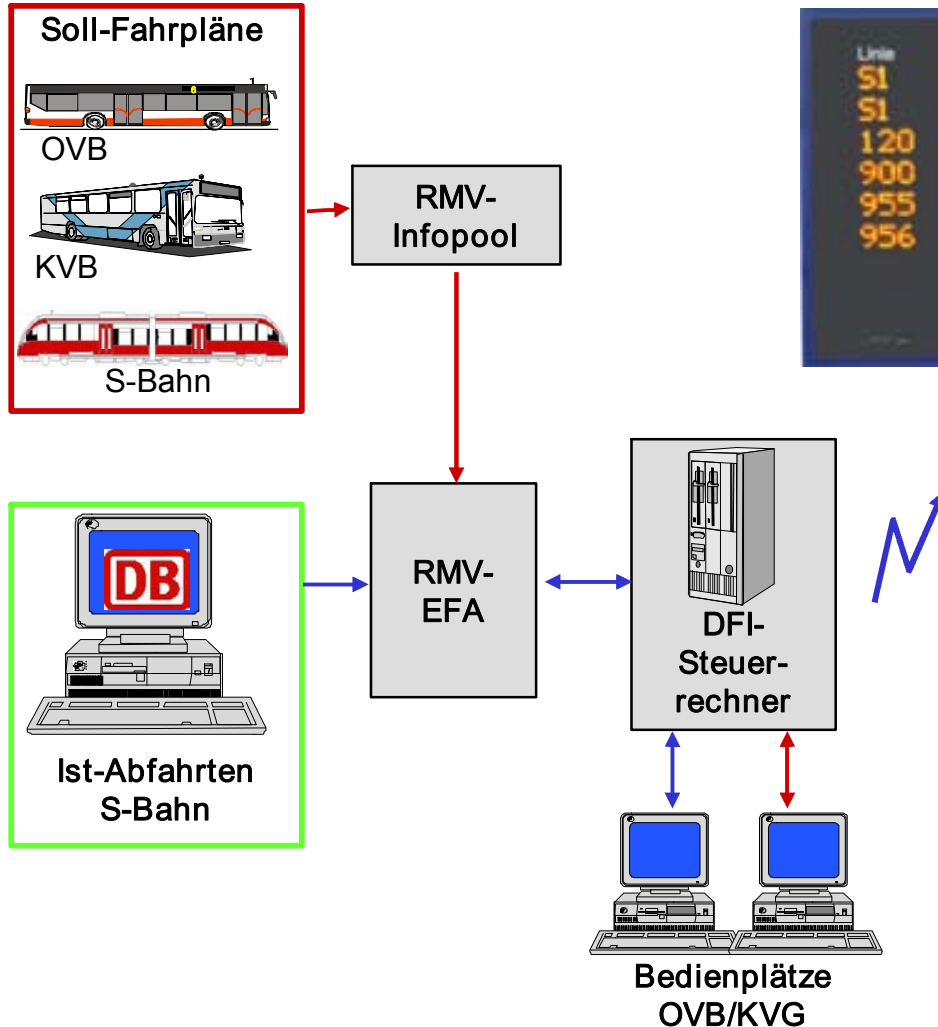 Soll-Fahrpläne
6
OVB
KVB
S-Bahn
RMV-
Infopool
Linie
S1
S1
120
900
955
956
DB
Ist-Abfahrten
S-Bahn
RMV-
EFA
DFI-
Steuer-
rechner
Bedienplätze
OVB/KVG